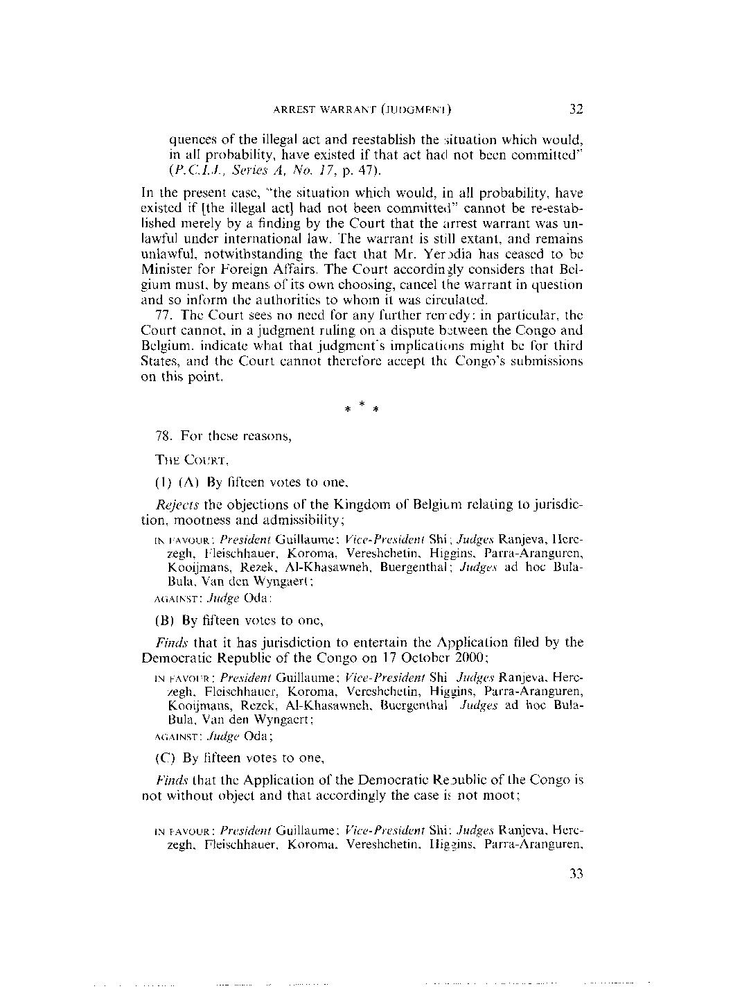 ARREST WARRANT (JUDGMENT) 32
quences of the illegal act and reestablish the situation which would,
in all probability, have existed if that act had not been committed"
(P.C.I.J., Series A, No. 17, p. 47).
In the present case, "the situation which would, in all probability, have
existed if [the illegal act] had not been committed" cannot be re-estab-
lished merely by a finding by the Court that the arrest warrant was un-
lawful under international law. The warrant is still extant, and remains
unlawful, notwithstanding the fact that Mr. Yerodia has ceased to be
Minister for Foreign Affairs. The Court accordingly considers that Bel-
gium must, by means of its own choosing, cancel the warrant in question
and so inform the authorities to whom it was circulated.
77. The Court sees no need for any further remedy: in particular, the
Court cannot, in a judgment ruling on a dispute between the Congo and
Belgium, indicate what that judgment's implications might be for third
States, and the Court cannot therefore accept the Congo's submissions
on this point.
* * *
78. For these reasons,
THE COURT,
(1) (A) By fifteen votes to one,
Rejects the objections of the Kingdom of Belgium relating to jurisdic-
tion, mootness and admissibility;
IN FAVOUR: President Guillaume; Vice-President Shi; Judges Ranjeva, Herc-
zegh, Fleischhauer, Koroma, Vereshchetin, Higgins, Parra-Aranguren,
Kooijmans, Rezek, Al-Khasawneh, Buergenthal; Judges ad hoc Bula-
Bula, Van den Wyngaert;
AGAINST: Judge Oda;
(B) By fifteen votes to one,
Finds that it has jurisdiction to entertain the Application filed by the
Democratic Republic of the Congo on 17 October 2000;
IN FAVOUR: President Guillaume; Vice-President Shi Judges Ranjeva, Herc-
zegh, Fleischhauer, Koroma, Vereshchetin, Higgins, Parra-Aranguren,
Kooijmans, Rezek, Al-Khasawneh, Buergenthal Judges ad hoc Bula-
Bula, Van den Wyngaert;
AGAINST: Judge Oda;
(C) By fifteen votes to one,
Finds that the Application of the Democratic Republic of the Congo is
not without object and that accordingly the case is not moot;
IN FAVOUR: President Guillaume; Vice-President Shi; Judges Ranjeva, Herc-
zegh, Fleischhauer, Koroma, Vereshchetin, Higgins, Parra-Aranguren,
33